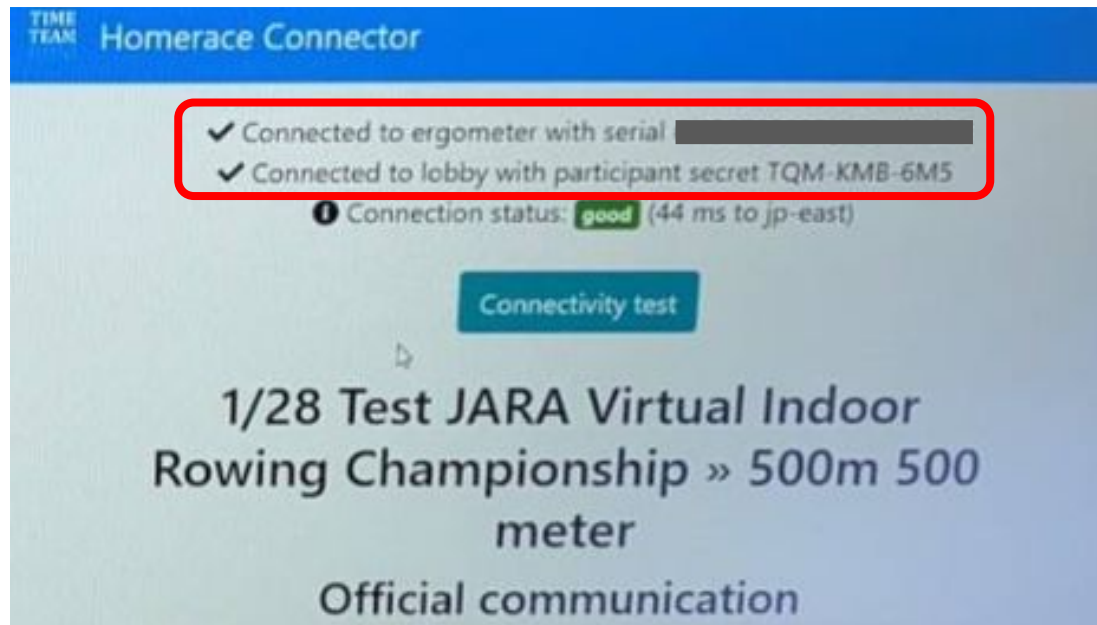 TIME
TEAM
Homerace Connector
✔ Connected to ergometer with serial
✔ Connected to lobby with participant secret TQM-KMB-6M5
Connection status: good (44 ms to jp-east)
Connectivity test
1/28 Test JARA Virtual Indoor
Rowing Championship » 500m 500
meter
Official communication